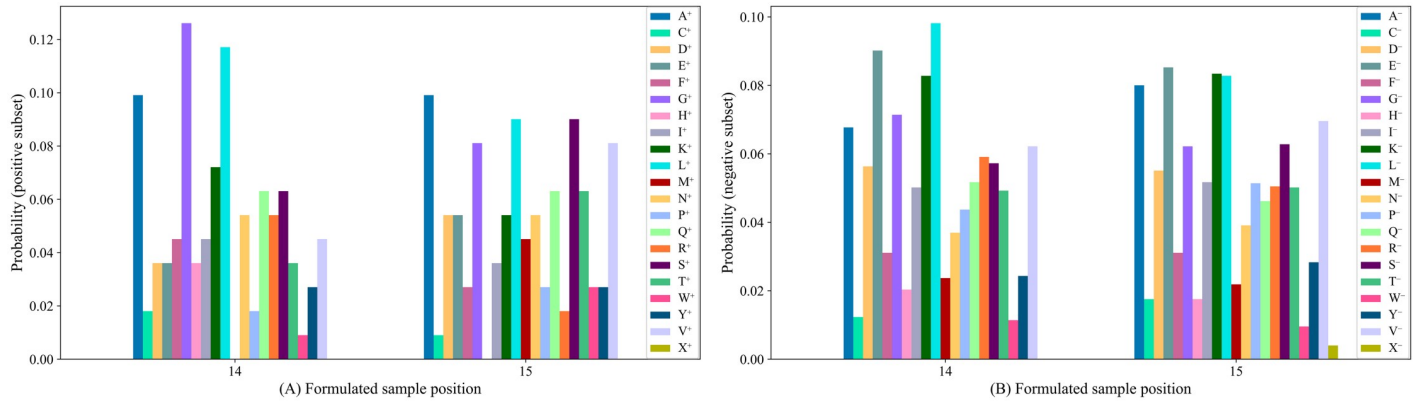 Probability (positive subset)
0.12
0.10
0.08
0.06
0.04
0.02
0.00
14
15
(A) Formulated sample position
A⁺
C⁺
D⁺
E⁺
F⁺
G⁺
H⁺
I⁺
K⁺
L⁺
M⁺
N⁺
P⁺
Q⁺
R⁺
S⁺
T⁺
W⁺
Y⁺
V⁺
X⁺
Probability (negative subset)
0.10
0.08
0.06
0.04
0.02
0.00
14
15
(B) Formulated sample position
A⁻
C⁻
D⁻
E⁻
F⁻
G⁻
H⁻
I⁻
K⁻
L⁻
M⁻
N⁻
P⁻
Q⁻
R⁻
S⁻
T⁻
W⁻
Y⁻
V⁻
X⁻